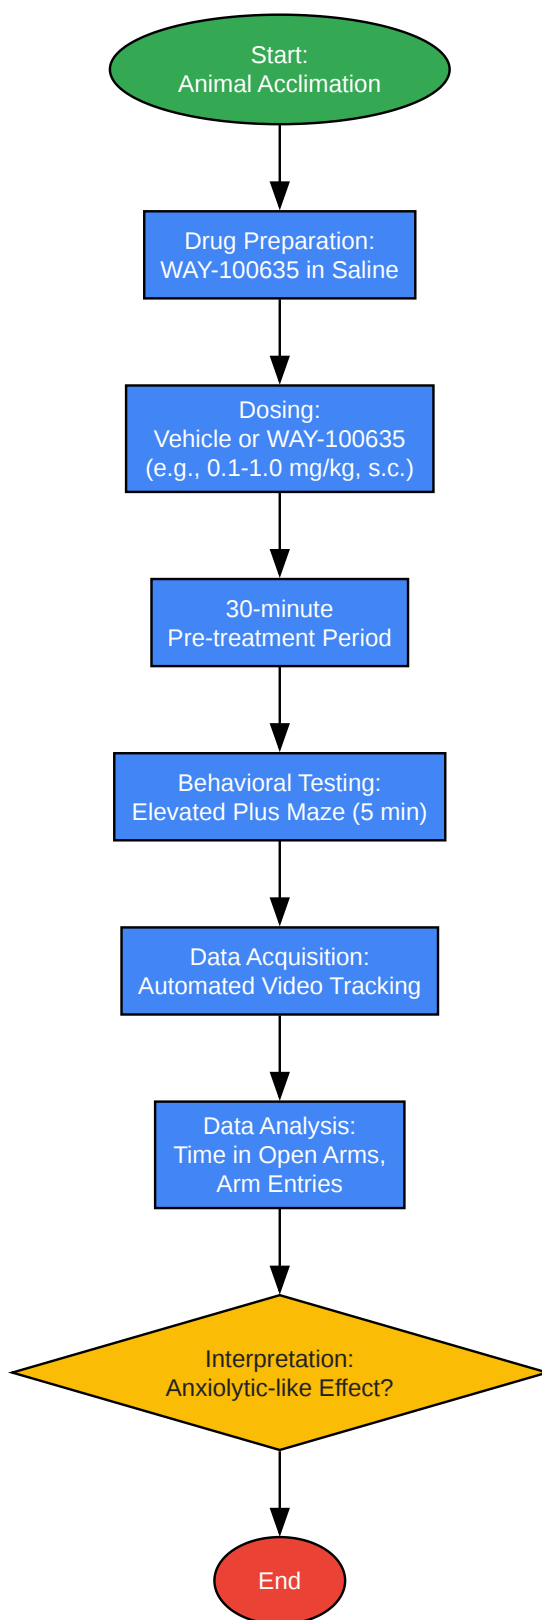 Start:
Animal Acclimation
Drug Preparation:
WAY-100635 in Saline
Dosing:
Vehicle or WAY-100635
(e.g., 0.1-1.0 mg/kg, s.c.)
30-minute
Pre-treatment Period
Behavioral Testing:
Elevated Plus Maze (5 min)
Data Acquisition:
Automated Video Tracking
Data Analysis:
Time in Open Arms,
Arm Entries
Interpretation:
Anxiolytic-like Effect?
End